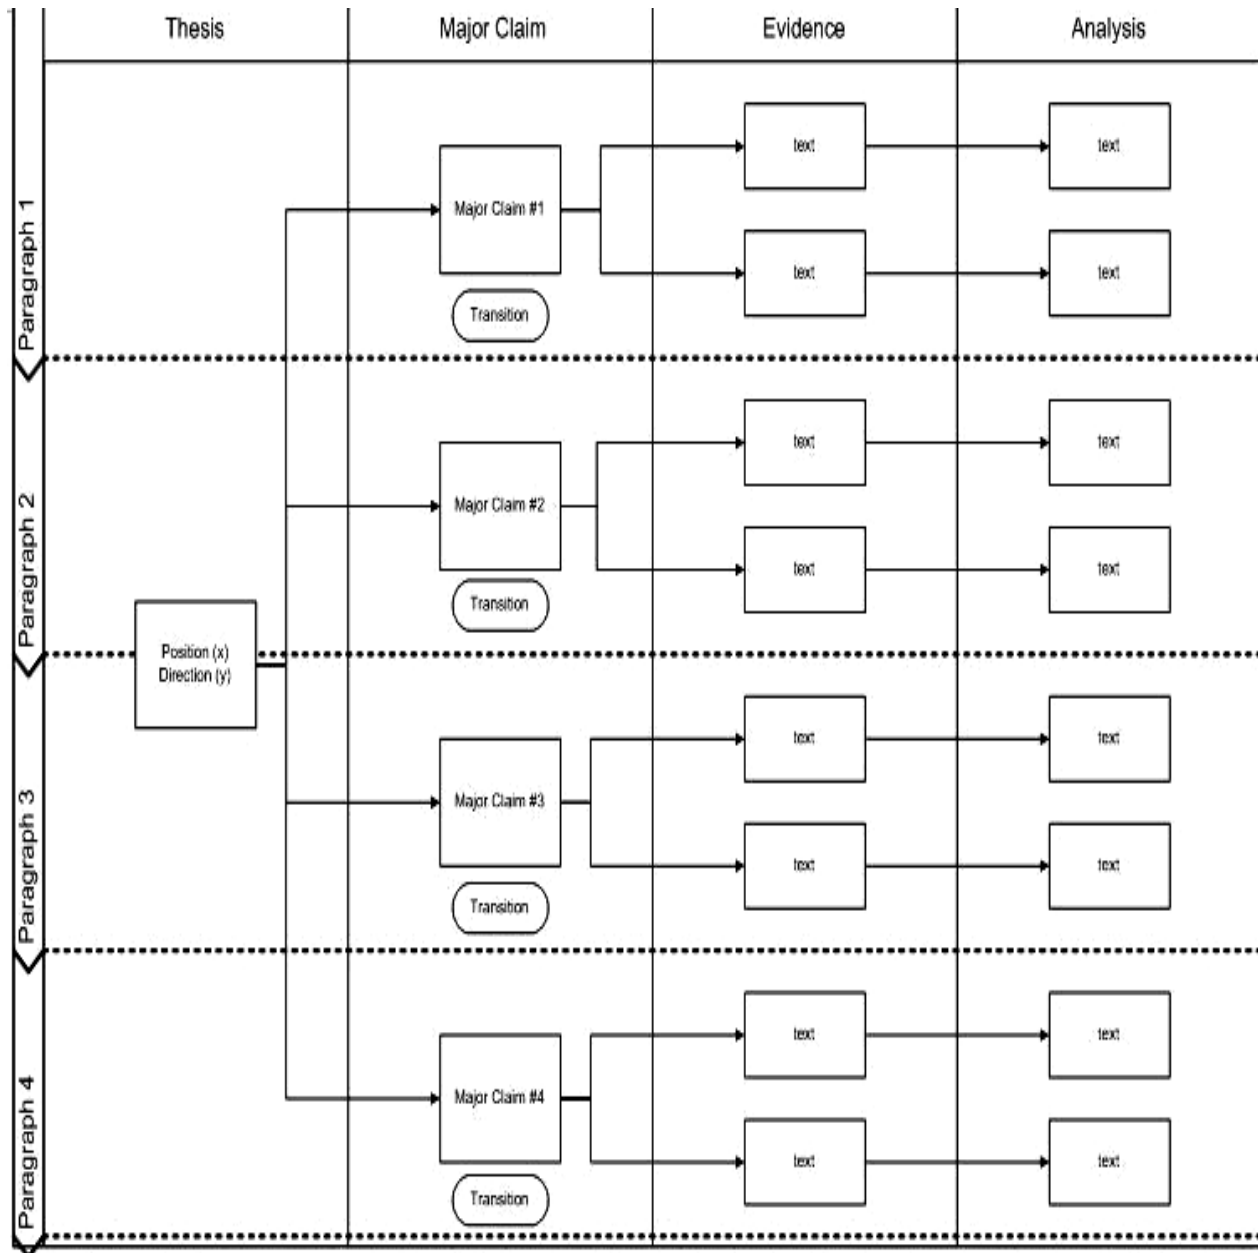 Thesis
Major Claim
Evidence
Analysis
Paragraph 1
Major Claim #1
Transition
text
text
text
text
Paragraph 2
Major Claim #2
Transition
text
text
text
text
Position (x)
Direction (y)
Paragraph 3
Major Claim #3
Transition
text
text
text
text
Paragraph 4
Major Claim #4
Transition
text
text
text
text